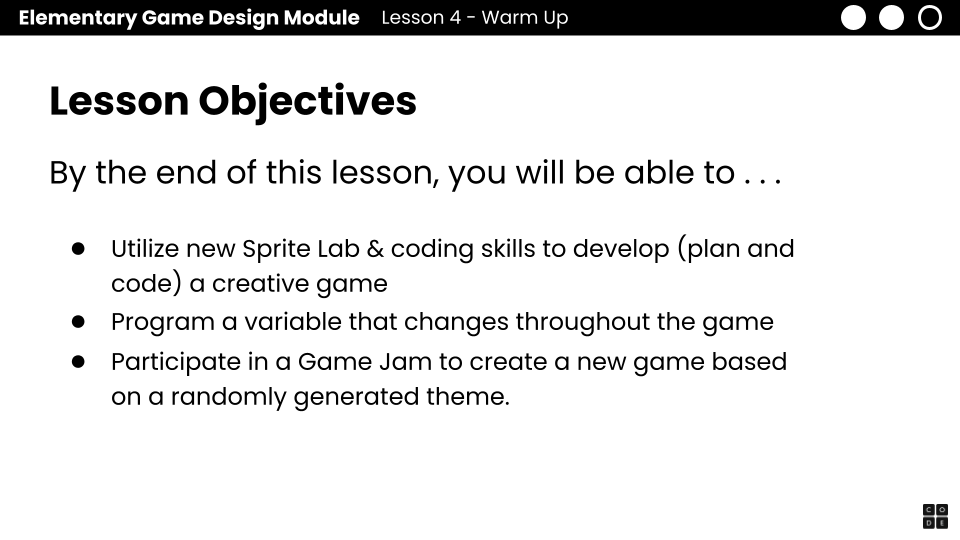 Elementary Game Design Module Lesson 4 - Warm Up
Lesson Objectives
By the end of this lesson, you will be able to . . .
● Utilize new Sprite Lab & coding skills to develop (plan and
code) a creative game
● Program a variable that changes throughout the game
● Participate in a Game Jam to create a new game based
on a randomly generated theme.
C O
D E